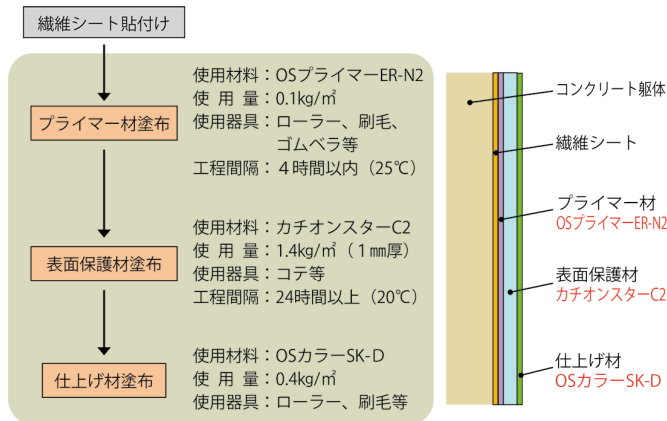 繊維シート貼付け
プライマー材塗布
使用材料：OSプライマーER-N2
使 用 量：0.1kg/㎡
使用器具：ローラー、刷毛、
ゴムベラ等
工程間隔：４時間以内（25℃）
表面保護材塗布
使用材料：カチオンスターC2
使 用 量：1.4kg/㎡（１㎜厚）
使用器具：コテ等
工程間隔：24時間以上（20℃）
仕上げ材塗布
使用材料：OSカラーSK-D
使 用 量：0.4kg/㎡
使用器具：ローラー、刷毛等
コンクリート躯体
繊維シート
プライマー材
OSプライマーER-N2
表面保護材
カチオンスターC2
仕上げ材
OSカラーSK-D